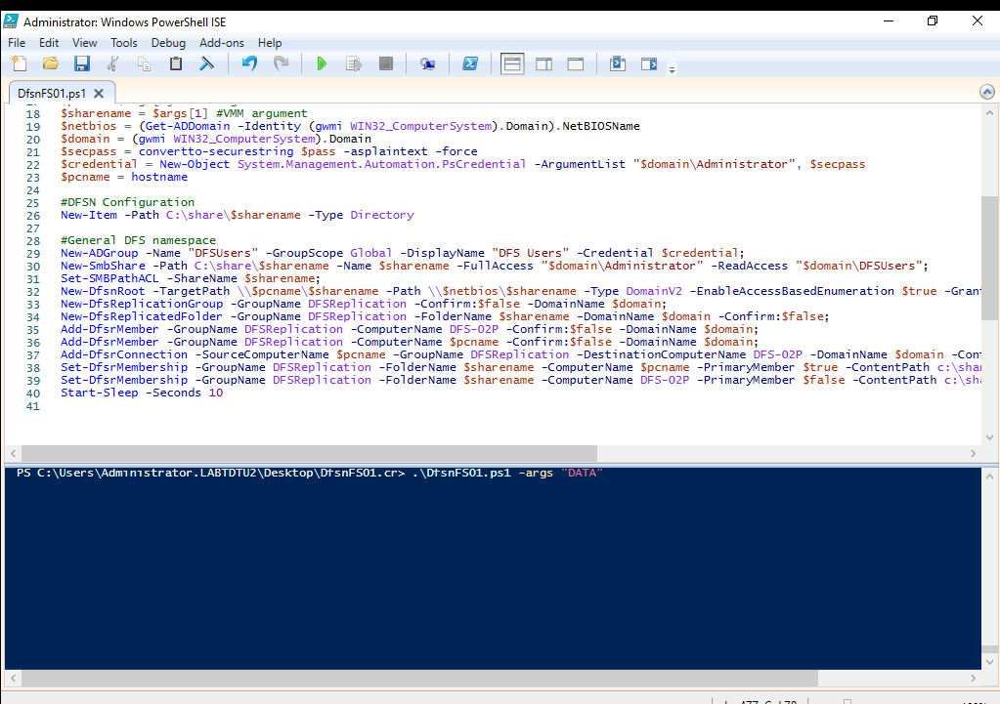 Administrator: Windows PowerShell ISE
File Edit View Tools Debug Add-ons Help
DfsnFS01.ps1
18 $sharename = $args[1] #VMM argument
19 $netbios = (Get-ADDomain -Identity (gwmi WIN32_ComputerSystem).Domain).NetBIOSName
20 $domain = (gwmi WIN32_ComputerSystem).Domain
21 $secpass = convertto-securestring $pass -asplaintext -force
22 $credential = New-Object System.Management.Automation.PsCredential -ArgumentList "$domain\Administrator", $secpass
23 $pcname = hostname
24
25 #DFSN Configuration
26 New-Item -Path C:\share\$sharename -Type Directory
27
28 #General DFS namespace
29 New-ADGroup -Name "DFSUsers" -GroupScope Global -DisplayName "DFS Users" -Credential $credential;
30 New-SmbShare -Path C:\share\$sharename -Name $sharename -FullAccess "$domain\Administrator" -ReadAccess "$domain\DFSUsers";
31 Set-SMBPathACL -ShareName $sharename;
32 New-DfsnRoot -TargetPath \\$pcname\$sharename -Path \\$netbios\$sharename -Type DomainV2 -EnableAccessBasedEnumeration $true -Gran
33 New-DfsReplicationGroup -GroupName DFSReplication -Confirm:$false -DomainName $domain;
34 New-DfsReplicatedFolder -GroupName DFSReplication -FolderName $sharename -DomainName $domain -Confirm:$false;
35 Add-DfsrMember -GroupName DFSReplication -ComputerName DFS-02P -Confirm:$false -DomainName $domain;
36 Add-DfsrMember -GroupName DFSReplication -ComputerName $pcname -Confirm:$false -DomainName $domain;
37 Add-DfsrConnection -SourceComputerName $pcname -GroupName DFSReplication -DestinationComputerName DFS-02P -DomainName $domain -Con
38 Set-DfsrMembership -GroupName DFSReplication -FolderName $sharename -ComputerName $pcname -PrimaryMember $true -ContentPath c:\shar
39 Set-DfsrMembership -GroupName DFSReplication -FolderName $sharename -ComputerName DFS-02P -PrimaryMember $false -ContentPath c:\sha
40 Start-Sleep -Seconds 10
41
PS C:\Users\Administrator.LABTDTU2\Desktop\DfsnFS01.cr> .\DfsnFS01.ps1 -args "DATA"